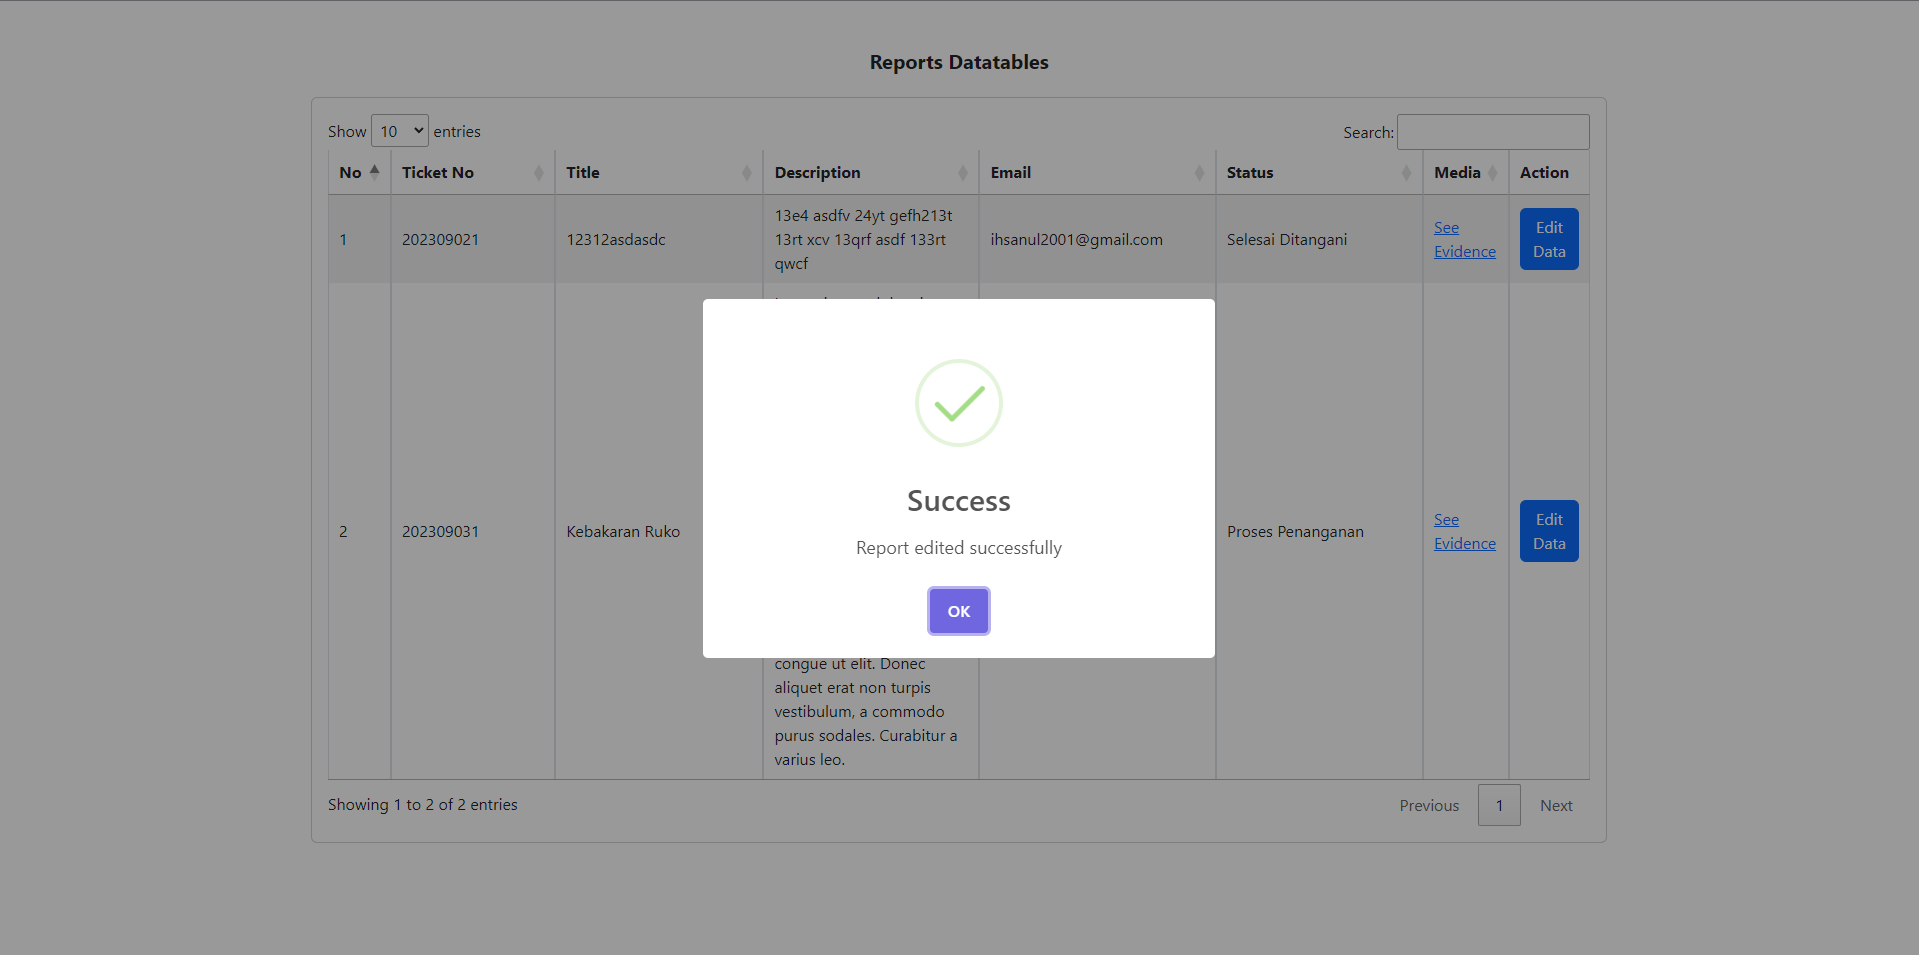 Reports Datatables
Show 10 entries
Search:
No Ticket No Title Description Email Status Media Action
1 202309021 12312asdasdc
13e4 asdfv 24yt gefh213t
13rt xcv 13qrf asdf 133rt
qwcf
ihsanul2001@gmail.com Selesai Ditangani
See
Evidence
Edit
Data
2 202309031 Kebakaran Ruko
congue ut elit. Donec
aliquet erat non turpis
vestibulum, a commodo
purus sodales. Curabitur a
varius leo.
Proses Penanganan
See
Evidence
Edit
Data
Success
Report edited successfully
OK
Showing 1 to 2 of 2 entries
Previous 1 Next